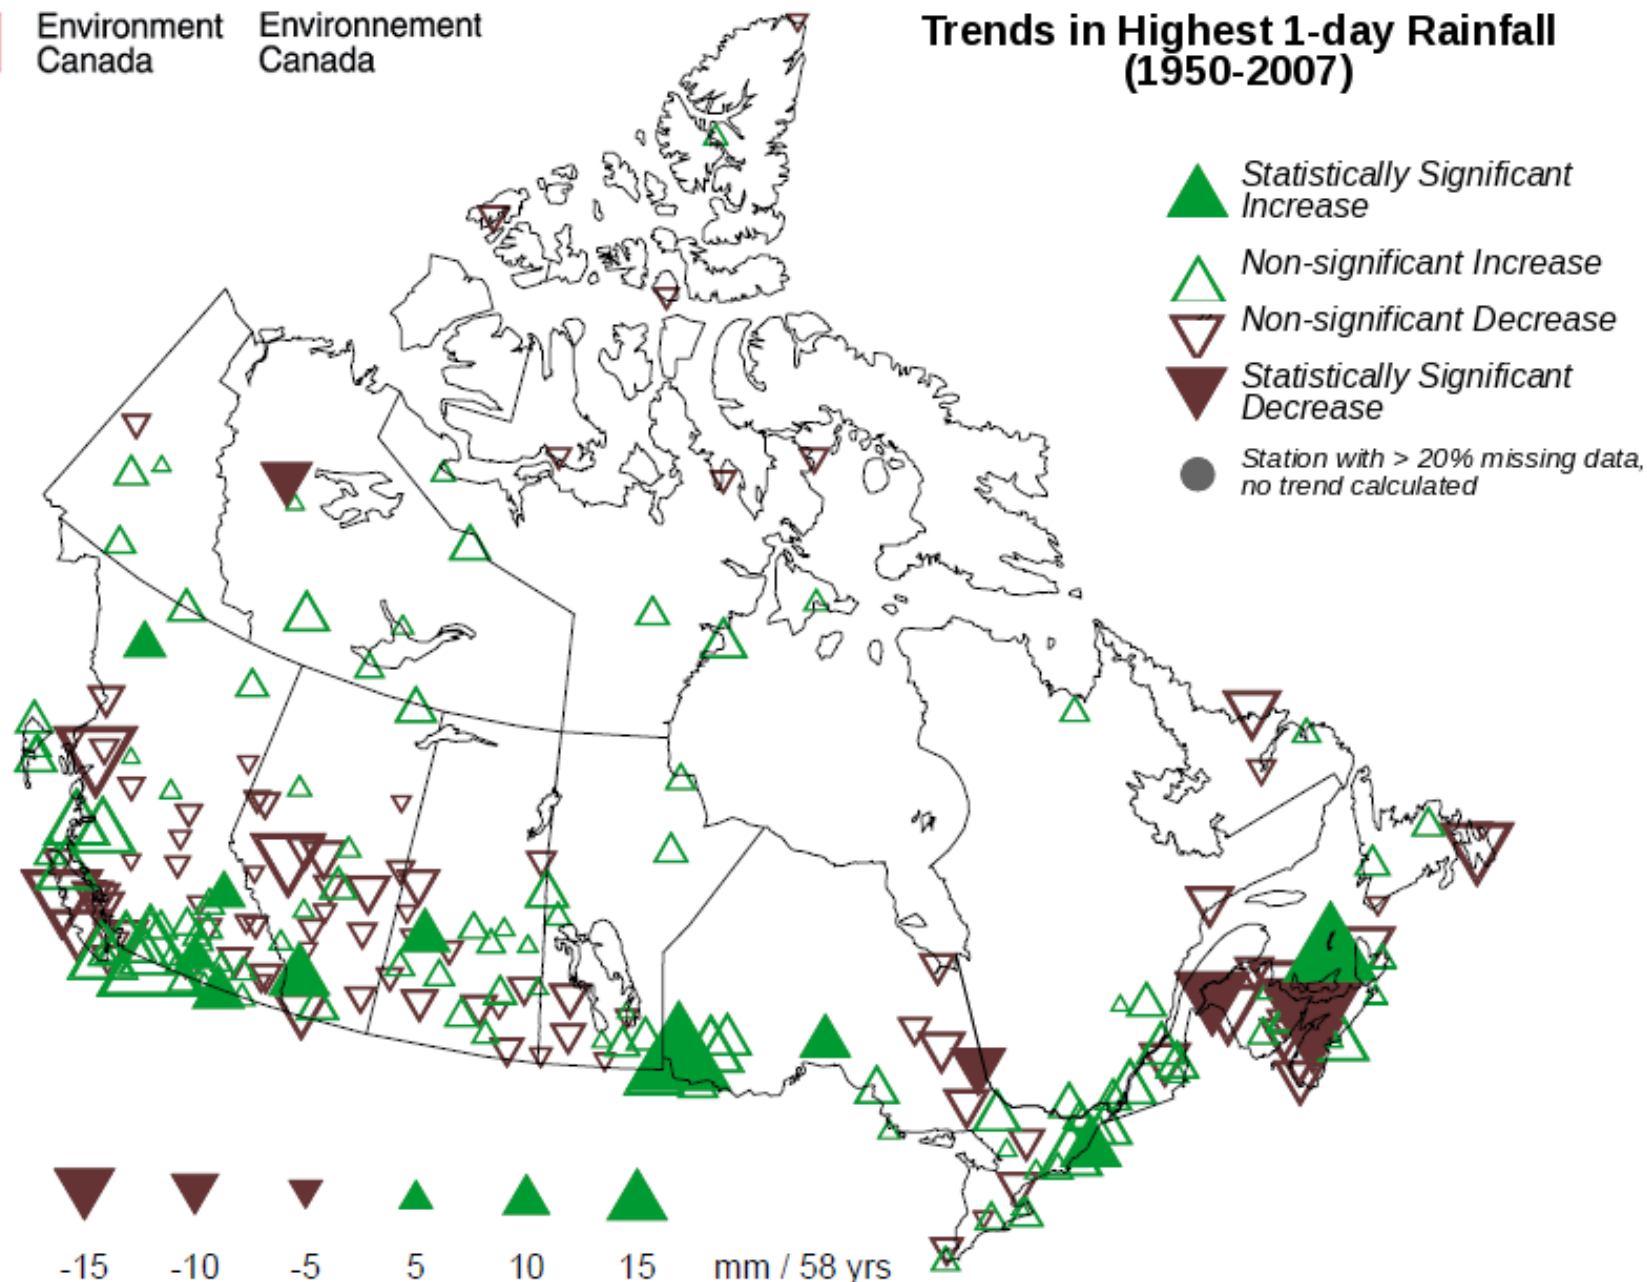 Environment Environnement
Canada Canada
Trends in Highest 1-day Rainfall
(1950-2007)
Statistically Significant
Increase
Non-significant Increase
Non-significant Decrease
Statistically Significant
Decrease
Station with > 20% missing data,
no trend calculated
-15 -10 -5 5 10 15 mm / 58 yrs